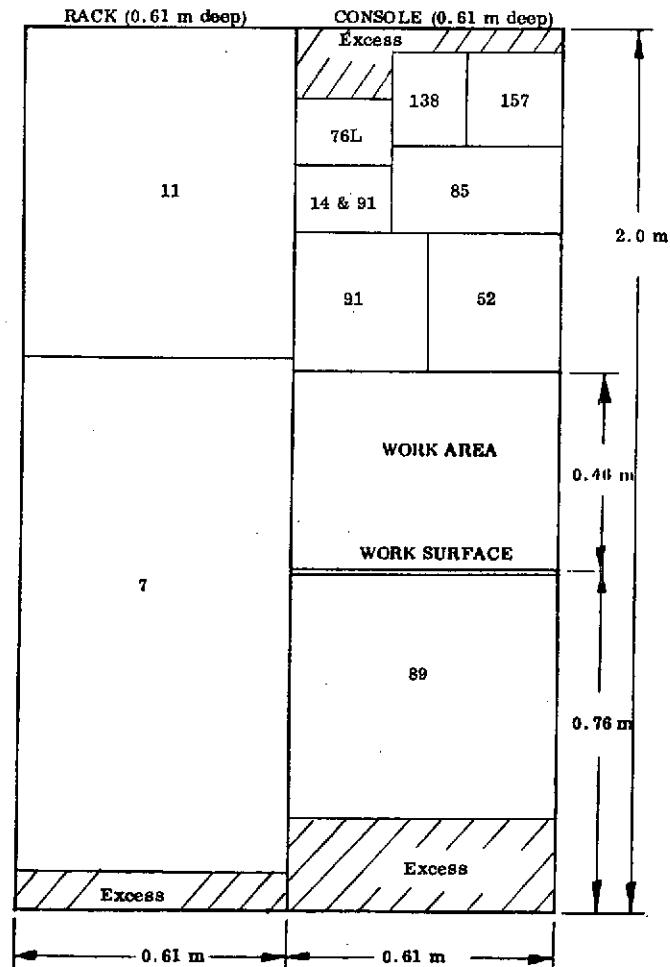 RACK (0.61 m deep) CONSOLE (0.61 m deep)
Excess
138 157
76L
11 14 & 91 85
2.0 m
91 52
WORK AREA
0.46 m
WORK SURFACE
7
89
0.76 m
Excess
Excess
0.61 m 0.61 m